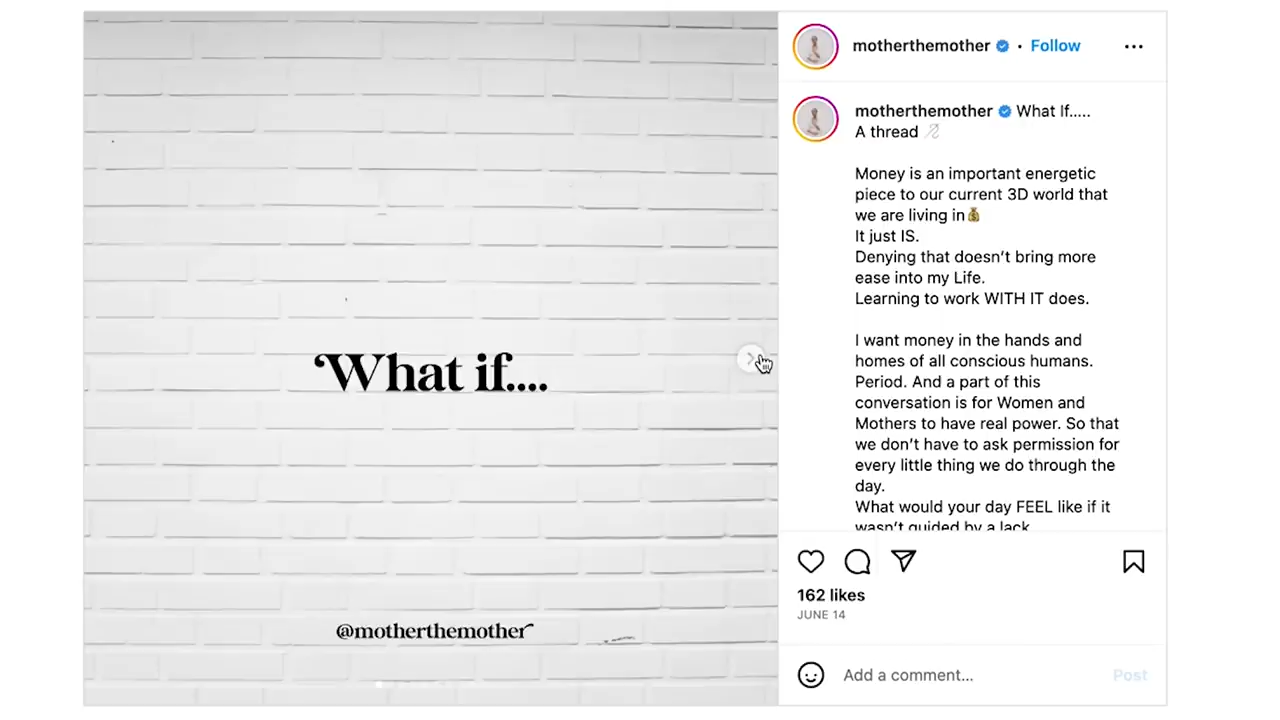 What if....
@motherthemother
motherthemother • Follow
motherthemother What If.....
A thread
Money is an important energetic
piece to our current 3D world that
we are living in💰
It just IS.
Denying that doesn't bring more
ease into my Life.
Learning to work WITH IT does.
I want money in the hands and
homes of all conscious humans.
Period. And a part of this
conversation is for Women and
Mothers to have real power. So that
we don't have to ask permission for
every little thing we do through the
day.
What would your day FEEL like if it
wasn't guided by a lack
162 likes
JUNE 14
Add a comment...
Post